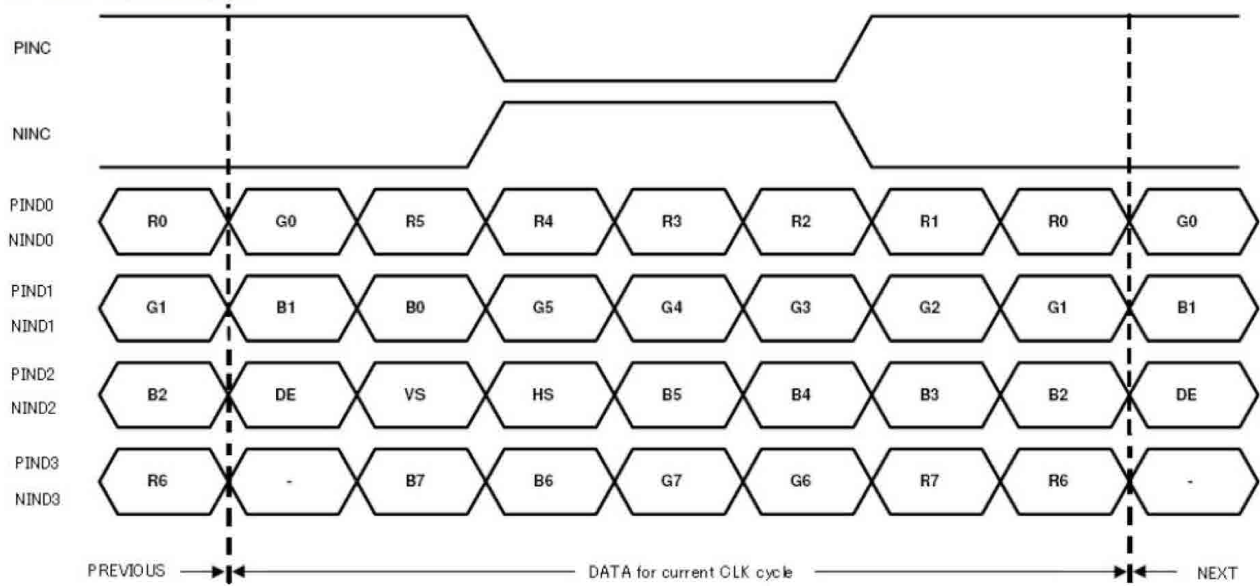 PINC
NINC
PIND0
NIND0
R0 G0 R5 R4 R3 R2 R1 R0 G0
PIND1
NIND1
G1 B1 B0 G5 G4 G3 G2 G1 B1
PIND2
NIND2
B2 DE VS HS B5 B4 B3 B2 DE
PIND3
NIND3
R6 - B7 B6 G7 G6 R7 R6 -
PREVIOUS DATA for current CLK cycle NEXT